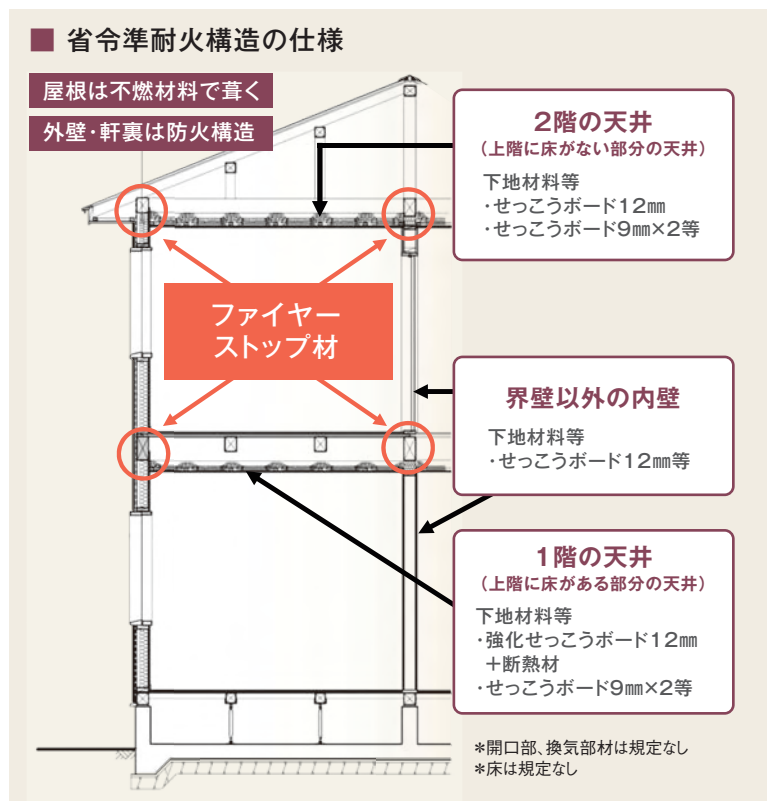 ■ 省令準耐火構造の仕様
屋根は不燃材料で葺く
外壁・軒裏は防火構造
2階の天井
（上階に床がない部分の天井）
下地材料等
・せっこうボード12㎜
・せっこうボード9㎜×2等
ファイヤー
ストップ材
界壁以外の内壁
下地材料等
・せっこうボード12㎜等
1階の天井
（上階に床がある部分の天井）
下地材料等
・強化せっこうボード12㎜
＋断熱材
・せっこうボード9㎜×2等
＊開口部、換気部材は規定なし
＊床は規定なし